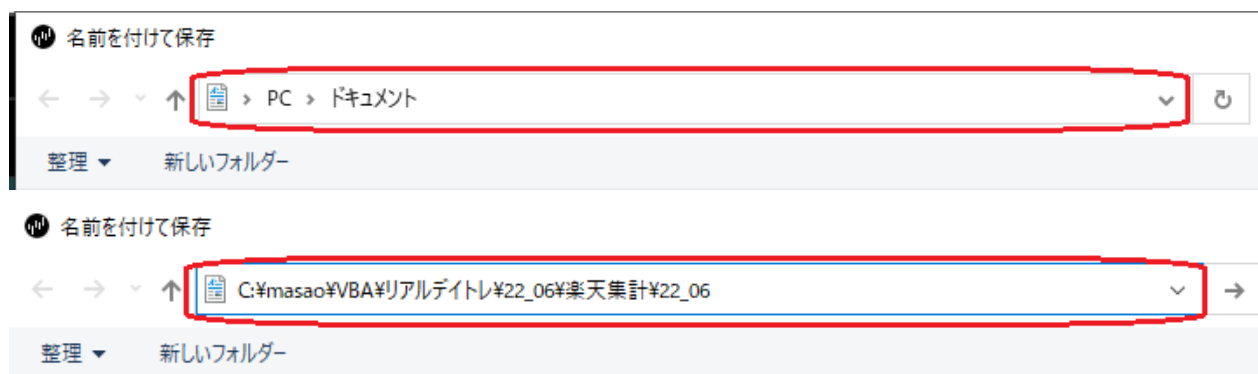 名前を付けて保存
PC › ドキュメント
整理 新しいフォルダー
名前を付けて保存
C:¥masao¥VBA¥リアルデイトレ¥22_06¥楽天集計¥22_06
整理 新しいフォルダー